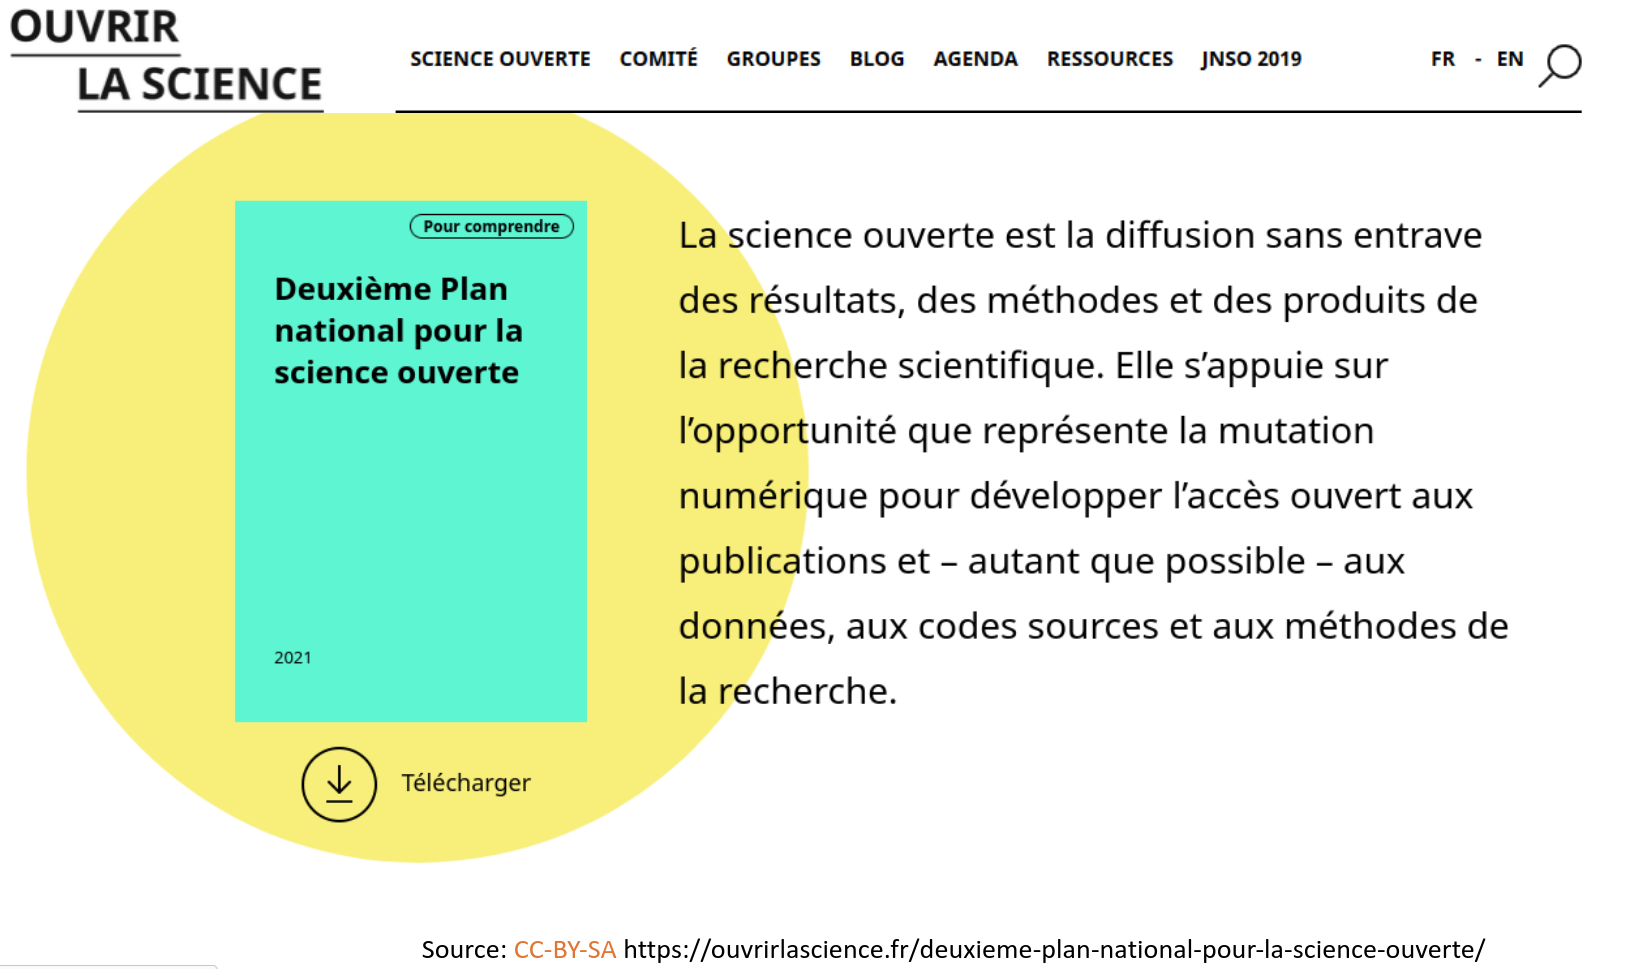 OUVRIR
LA SCIENCE
SCIENCE OUVERTE COMITÉ GROUPES BLOG AGENDA RESSOURCES JNSO 2019 FR - EN
Pour comprendre
Deuxième Plan
national pour la
science ouverte
2021
Télécharger
La science ouverte est la diffusion sans entrave
des résultats, des méthodes et des produits de
la recherche scientifique. Elle s’appuie sur
l’opportunité que représente la mutation
numérique pour développer l’accès ouvert aux
publications et – autant que possible – aux
données, aux codes sources et aux méthodes de
la recherche.
Source: CC-BY-SA https://ouvrirlascience.fr/deuxieme-plan-national-pour-la-science-ouverte/